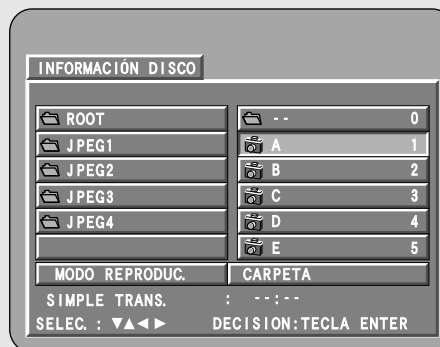 INFORMACIÓN DISCO
ROOT
JPEG1
JPEG2
JPEG3
JPEG4
-- 0
A 1
B 2
C 3
D 4
E 5
MODO REPRODUC. CARPETA
SIMPLE TRANS. : --:--
SELEC. : ▼▲◄► DECISION:TECLA ENTER